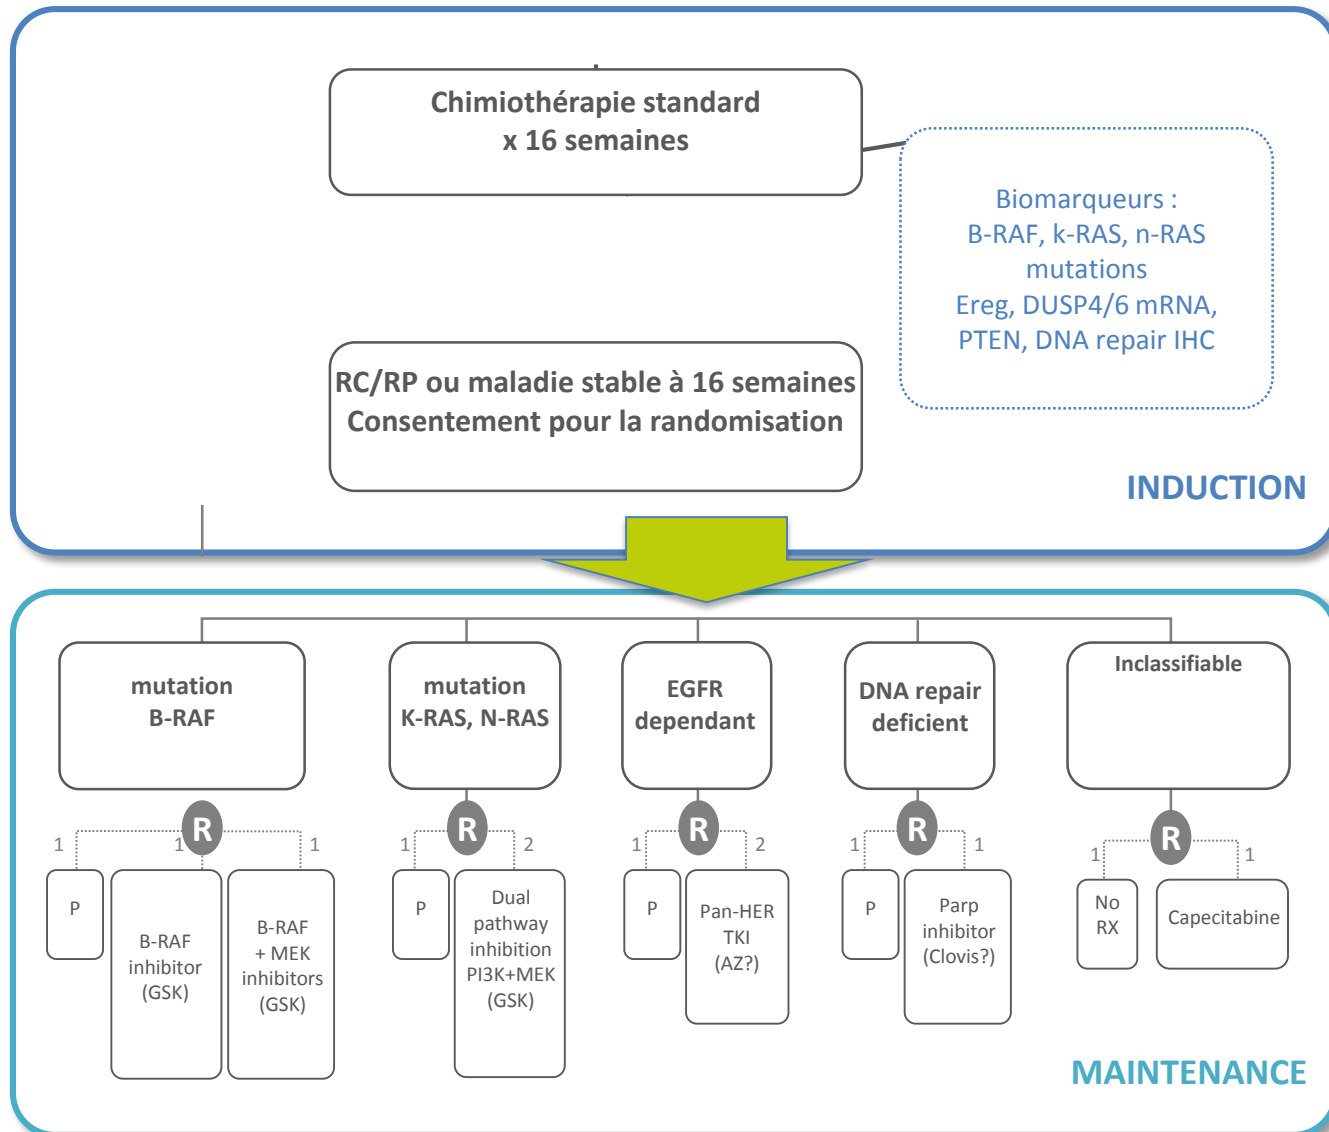 Chimiothérapie standard
x 16 semaines
Biomarqueurs :
B-RAF, k-RAS, n-RAS
mutations
Ereg, DUSP4/6 mRNA,
PTEN, DNA repair IHC
RC/RP ou maladie stable à 16 semaines
Consentement pour la randomisation
INDUCTION
mutation
B-RAF
mutation
K-RAS, N-RAS
EGFR
dependant
DNA repair
deficient
Inclassifiable
R
1
1
1
P
B-RAF
inhibitor
(GSK)
B-RAF
+ MEK
inhibitors
(GSK)
R
1
2
P
Dual
pathway
inhibition
PI3K+MEK
(GSK)
R
1
2
P
Pan-HER
TKI
(AZ?)
R
1
1
P
Parp
inhibitor
(Clovis?)
R
1
1
No
RX
Capecitabine
MAINTENANCE